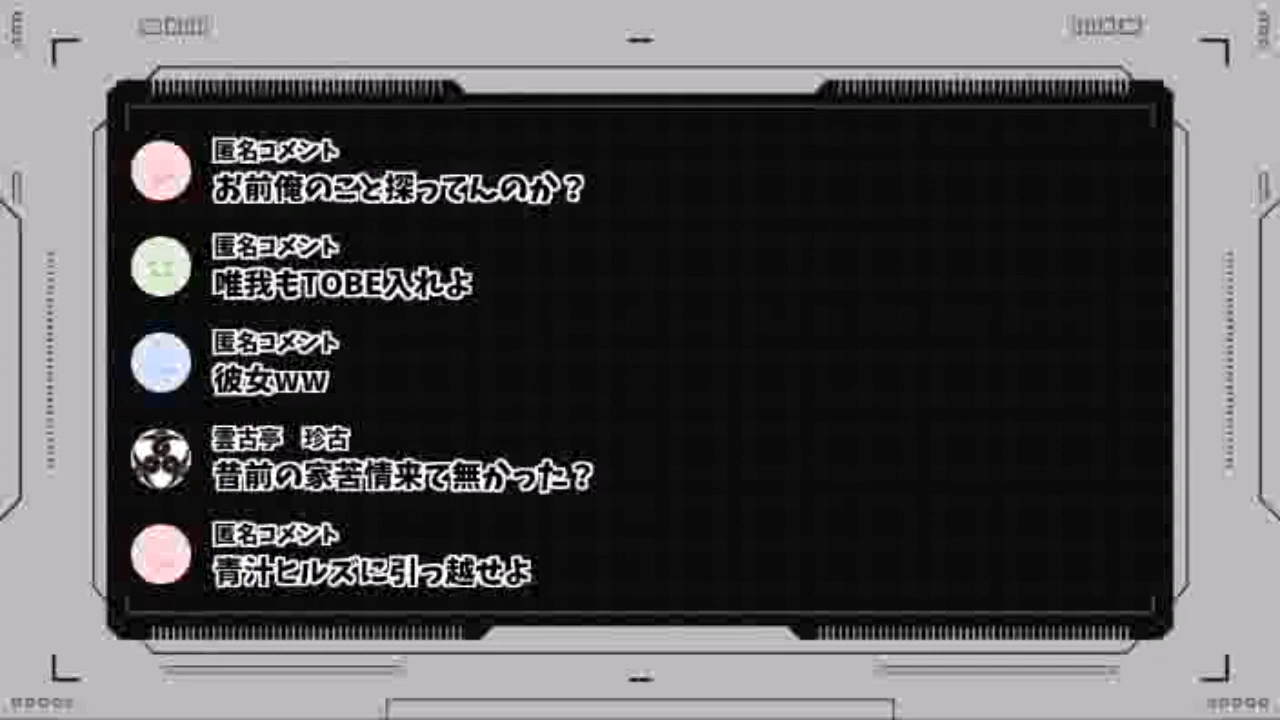 匿名コメント
お前俺のこと探ってんのか？
匿名コメント
唯我もTOBE入れよ
匿名コメント
彼女ww
雲古亭　珍古
昔前の家苦情来て無かった？
匿名コメント
青汁ヒルズに引っ越せよ